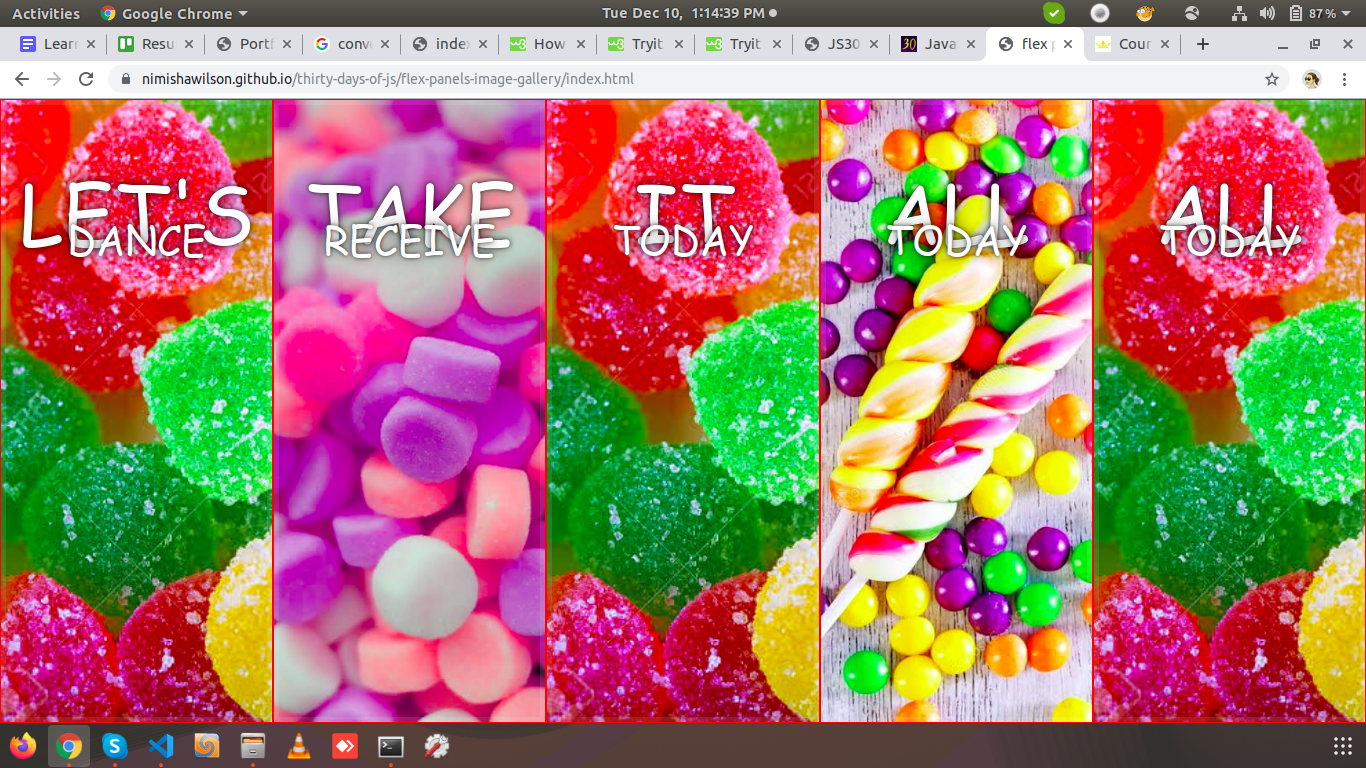 Activities
Google Chrome
Tue Dec 10, 1:14:39 PM
87%
Learn
Resu
Portf
conve
index
How
Tryit
Tryit
JS30
Java
flex p
Cour
nimishawilson.github.io/thirty-days-of-js/flex-panels-image-gallery/index.html
LET'S
DANCE
TAKE
RECEIVE
IT
TODAY
ALL
TODAY
ALL
TODAY